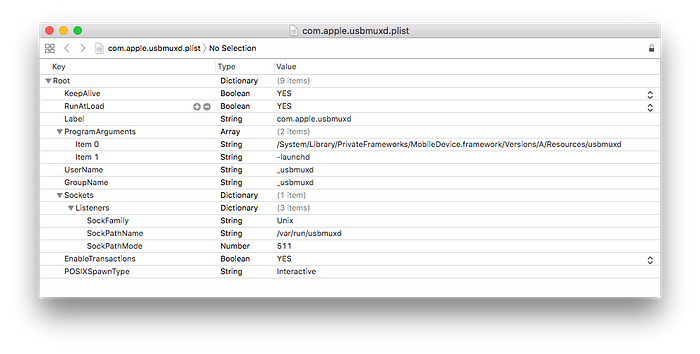 com.apple.usbmuxd.plist
com.apple.usbmuxd.plist No Selection
Key Type Value
Root Dictionary (9 items)
KeepAlive Boolean YES
RunAtLoad Boolean YES
Label String com.apple.usbmuxd
ProgramArguments Array (2 items)
Item 0 String /System/Library/PrivateFrameworks/MobileDevice.framework/Versions/A/Resources/usbmuxd
Item 1 String -launchd
UserName String _usbmuxd
GroupName String _usbmuxd
Sockets Dictionary (1 item)
Listeners Dictionary (3 items)
SockFamily String Unix
SockPathName String /var/run/usbmuxd
SockPathMode Number 511
EnableTransactions Boolean YES
POSIXSpawnType String Interactive